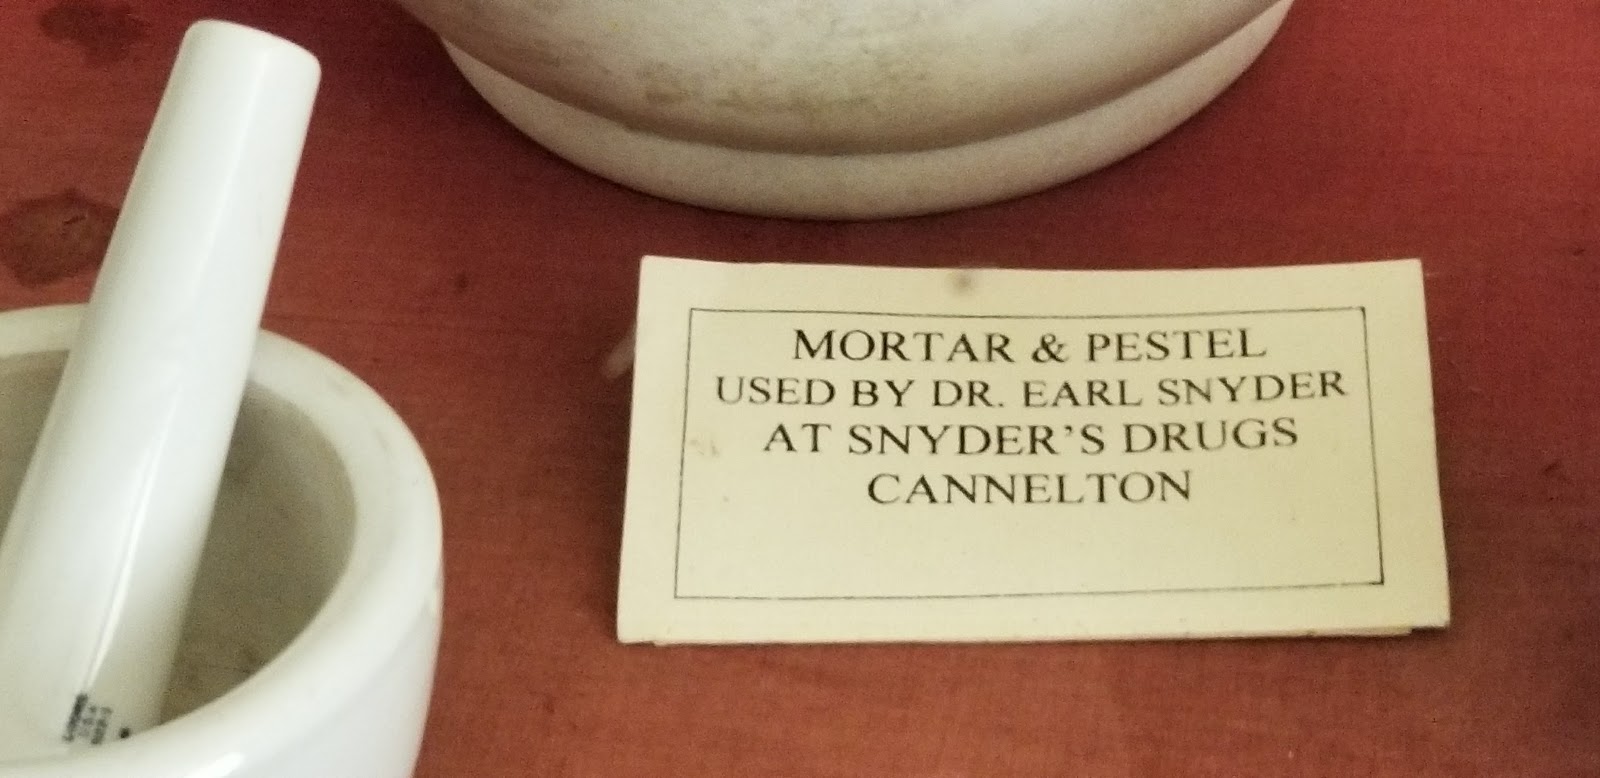 MORTAR & PESTEL
USED BY DR. EARL SNYDER
AT SNYDER'S DRUGS
CANNELTON